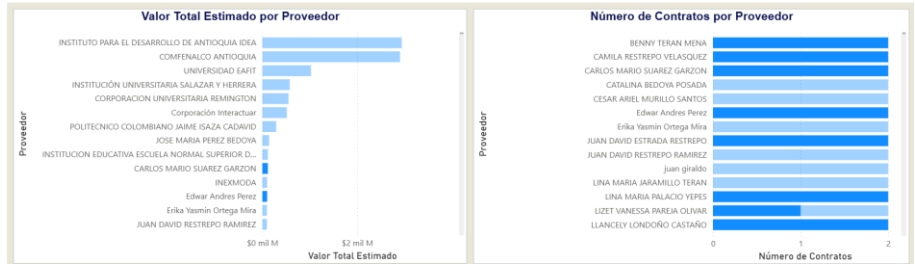 Valor Total Estimado por Proveedor
Proveedor
INSTITUTO PARA EL DESARROLLO DE ANTIOQUIA IDEA
COMFENALCO ANTIOQUIA
UNIVERSIDAD EAFIT
INSTITUCIÓN UNIVERSITARIA SALAZAR Y HERRERA
CORPORACION UNIVERSITARIA REMINGTON
Corporación Interactuar
POLITECNICO COLOMBIANO JAIME ISAZA CADAVID
JOSE MARIA PEREZ BEDOYA
INSTITUCION EDUCATIVA ESCUELA NORMAL SUPERIOR D...
CARLOS MARIO SUAREZ GARZON
INEXMODA
Edwar Andres Perez
Erika Yasmin Ortega Mira
JUAN DAVID RESTREPO RAMIREZ
$0 mil M $2 mil M
Valor Total Estimado
Número de Contratos por Proveedor
Proveedor
BENNY TERAN MENA
CAMILA RESTREPO VELASQUEZ
CARLOS MARIO SUAREZ GARZON
CATALINA BEDOYA POSADA
CESAR ARIEL MURILLO SANTOS
Edwar Andres Perez
Erika Yasmin Ortega Mira
JUAN DAVID ESTRADA RESTREPO
JUAN DAVID RESTREPO RAMIREZ
juan giraldo
LINA MARIA JARAMILLO TERAN
LINA MARIA PALACIO YEPES
LIZET VANESSA PAREJA OLIVAR
LLANCELY LONDOÑO CASTAÑO
0 1 2
Número de Contratos